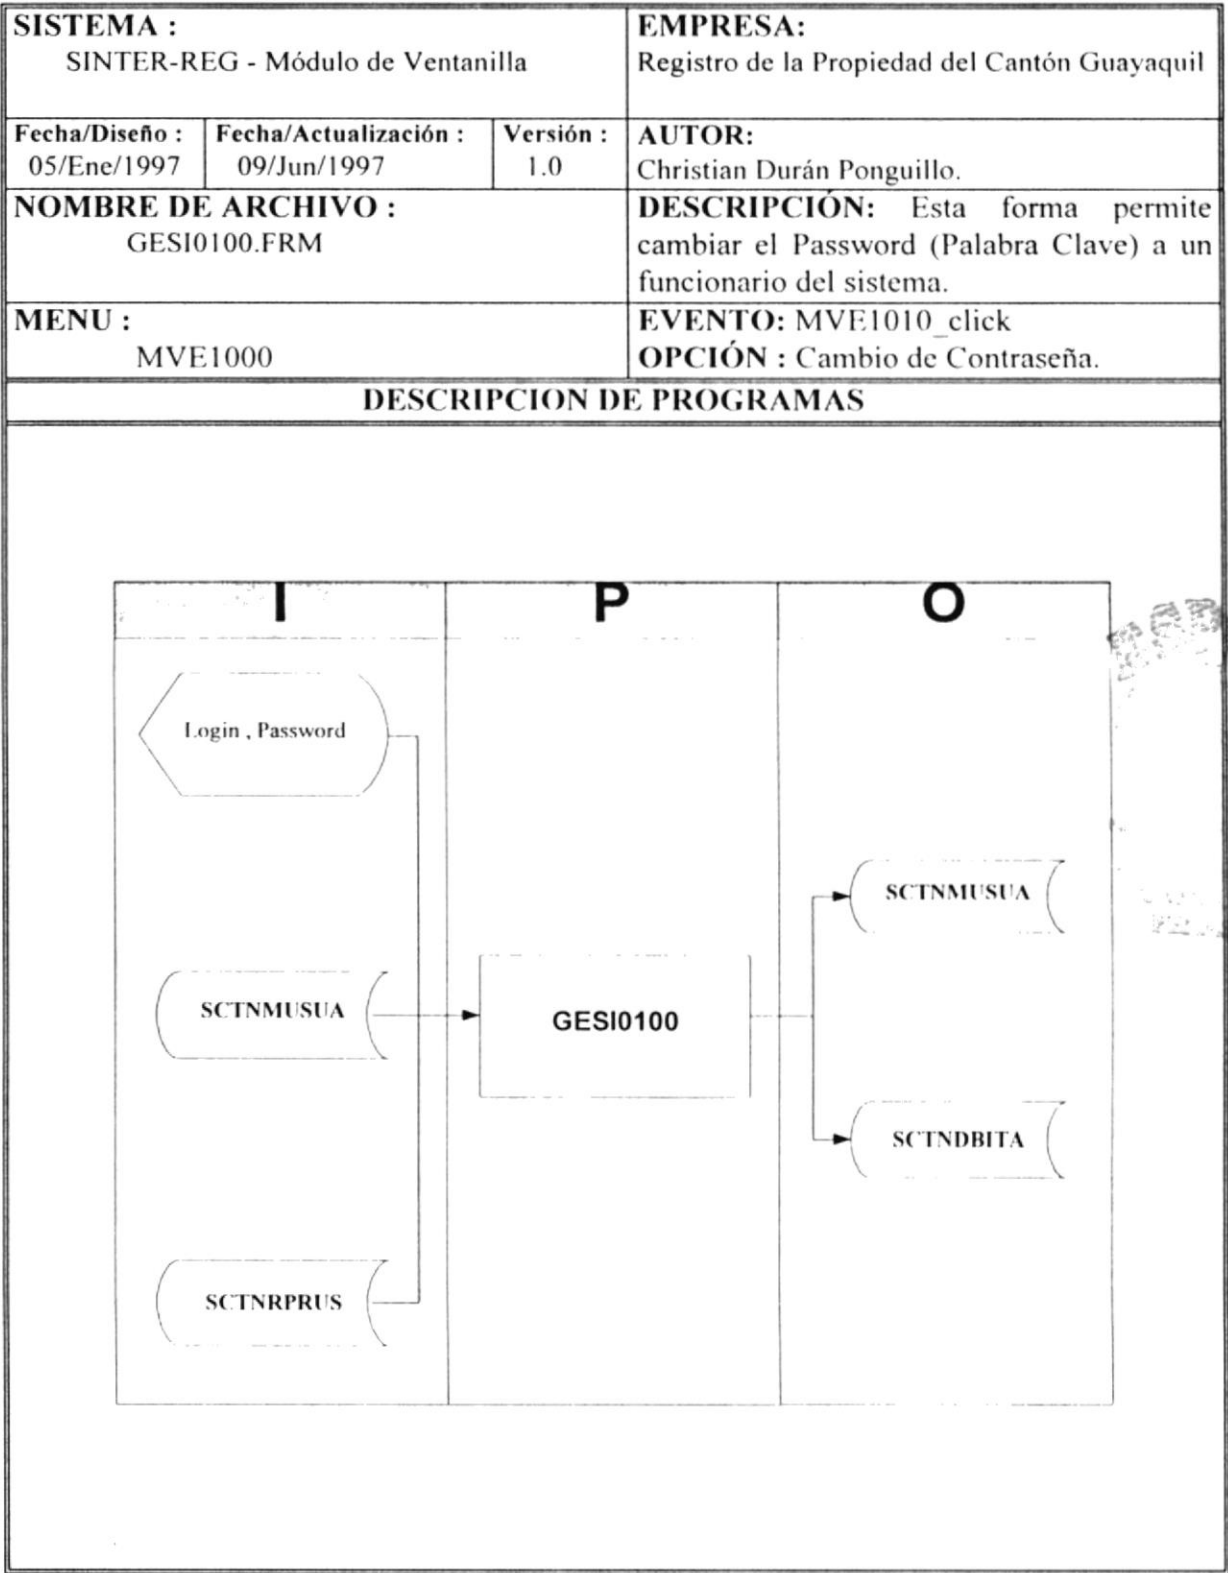 SISTEMA :
SINTER-REG - Módulo de Ventanilla
EMPRESA:
Registro de la Propiedad del Cantón Guayaquil
Fecha/Diseño :
05/Ene/1997
Fecha/Actualización :
09/Jun/1997
Versión :
1.0
AUTOR:
Christian Durán Ponguillo.
NOMBRE DE ARCHIVO :
GESI0100.FRM
DESCRIPCIÓN: Esta forma permite
cambiar el Password (Palabra Clave) a un
funcionario del sistema.
MENU :
MVE1000
EVENTO: MVE1010_click
OPCIÓN : Cambio de Contraseña.
DESCRIPCION DE PROGRAMAS
I
P
O
Login , Password
SCTNMUSUA
SCTNMUSUA
GESI0100
SCTNDBITA
SCTNRPRUS